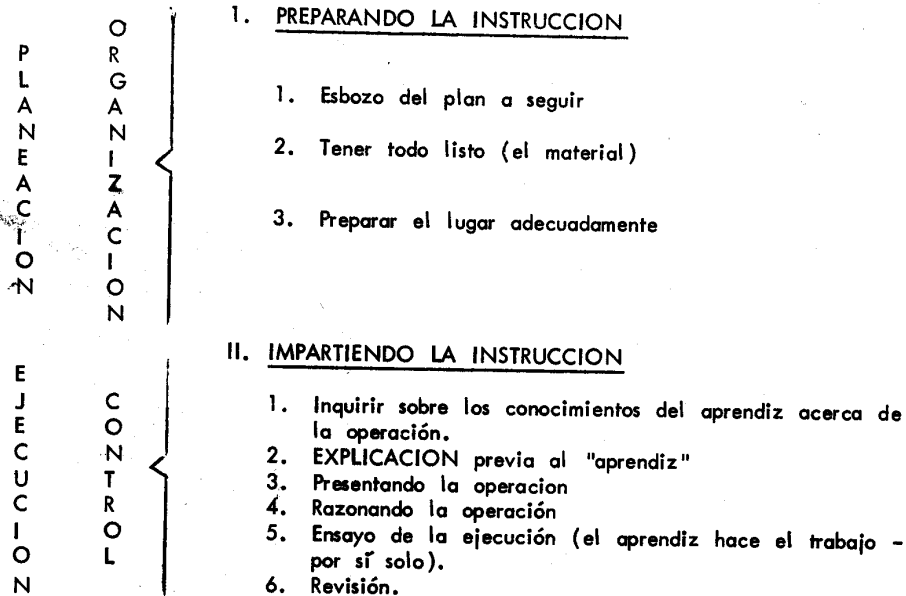 PLANEACION
ORGANIZACION
I. PREPARANDO LA INSTRUCCION
1. Esbozo del plan a seguir
2. Tener todo listo (el material)
3. Preparar el lugar adecuadamente
EJECUCION
CONTROL
II. IMPARTIENDO LA INSTRUCCION
1. Inquirir sobre los conocimientos del aprendiz acerca de
la operación.
2. EXPLICACION previa al "aprendiz"
3. Presentando la operacion
4. Razonando la operación
5. Ensayo de la ejecución (el aprendiz hace el trabajo -
por sí solo).
6. Revisión.